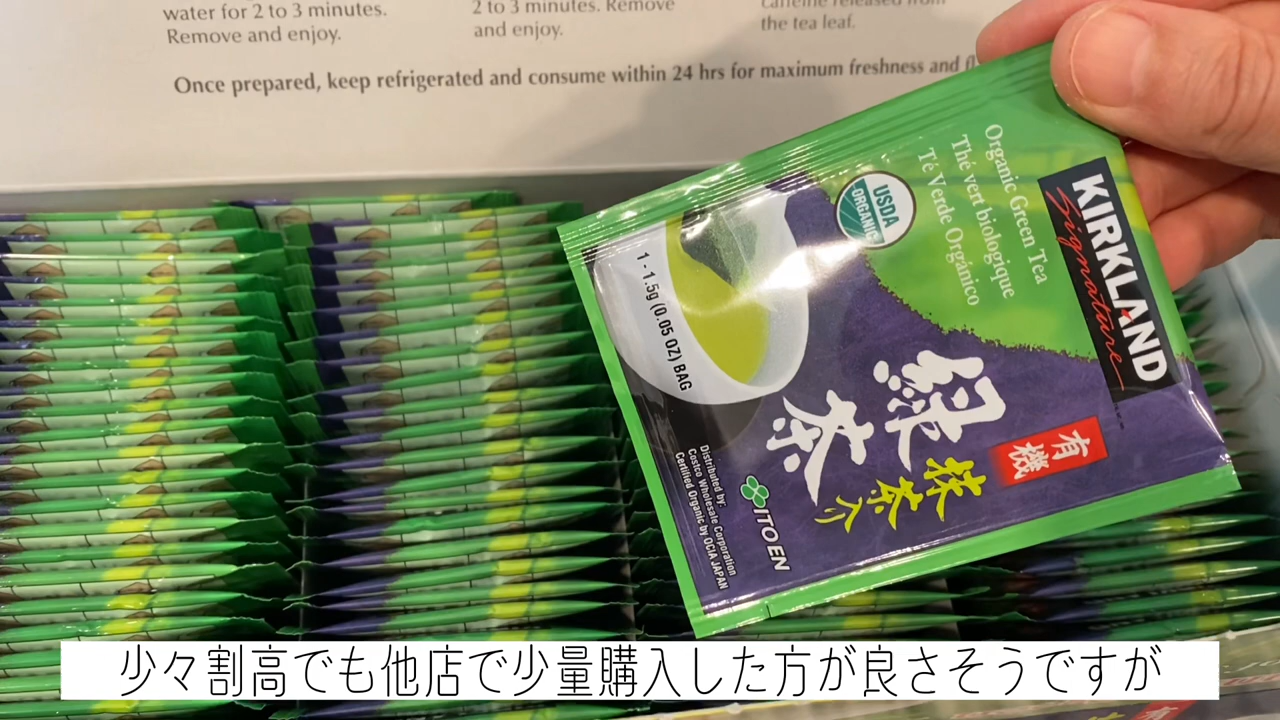 water for 2 to 3 minutes.
Remove and enjoy.
2 to 3 minutes. Remove
and enjoy.
the tea leaf.
Once prepared, keep refrigerated and consume within 24 hrs for maximum freshness and
KIRKLAND
Signature
Organic Green Tea
Thé vert biologique
Té Verde Orgánico
USDA
ORGANIC
1-1.5g (0.05 OZ) BAG
有機
抹茶入り
緑茶
ITO EN
Distributed by:
Costco Wholesale Corporation
Certified Organic by OCIA JAPAN
少々割高でも他店で少量購入した方が良さそうですが